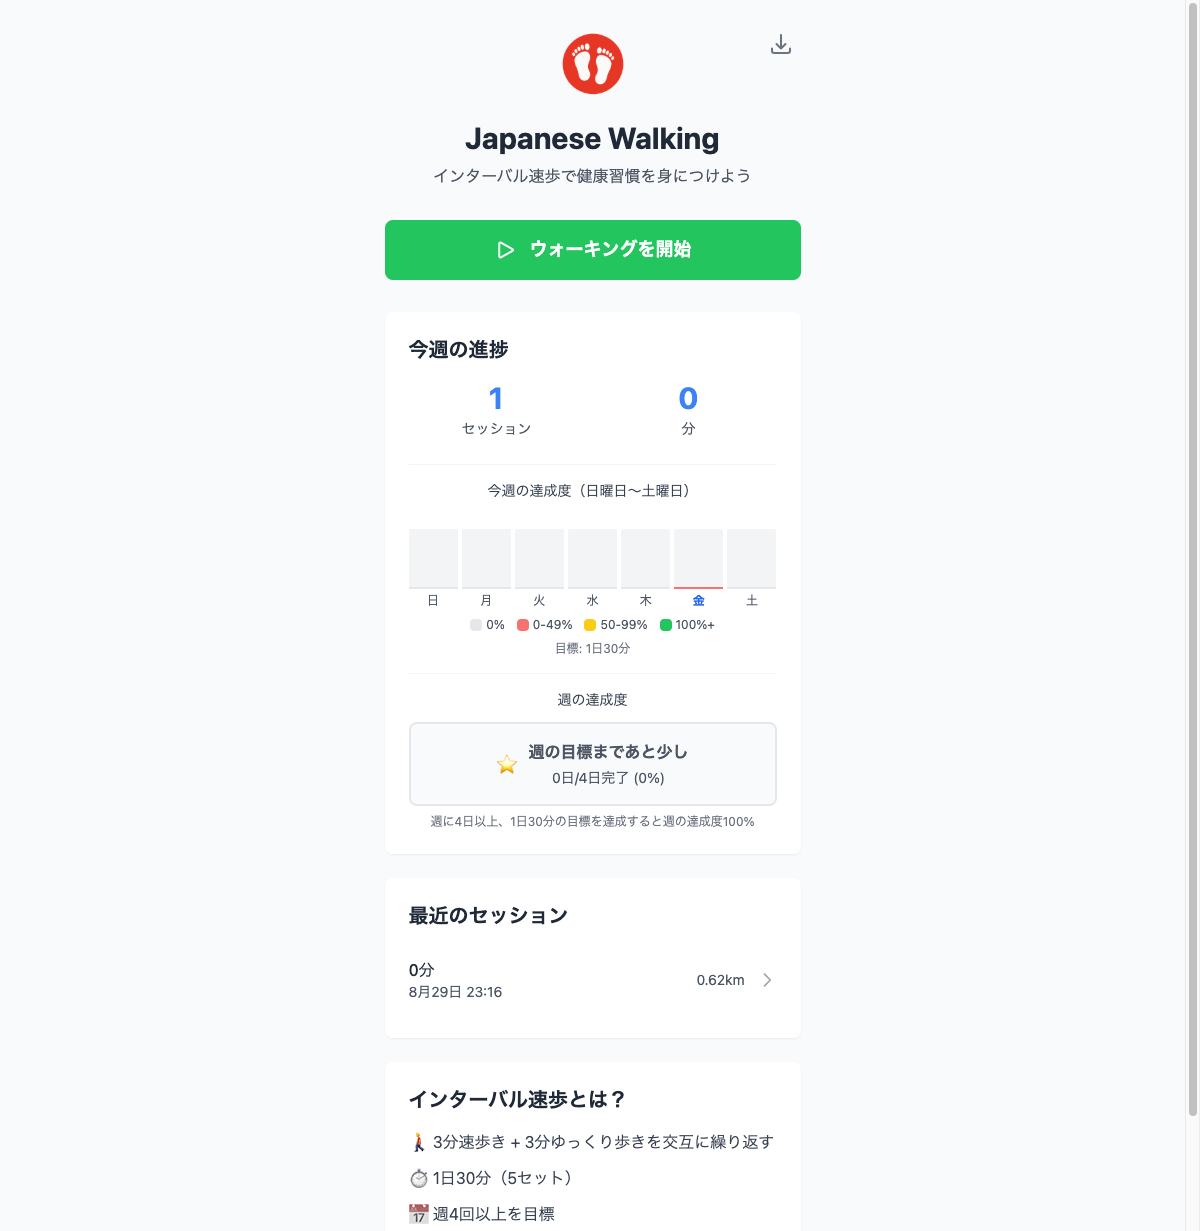 Japanese Walking
インターバル速歩で健康習慣を身につけよう
ウォーキングを開始
今週の進捗
1
セッション
0
分
今週の達成度（日曜日〜土曜日）
日 月 火 水 木 金 土
0% 0-49% 50-99% 100%+
目標: 1日30分
週の達成度
⭐ 週の目標まであと少し
0日/4日完了 (0%)
週に4日以上、1日30分の目標を達成すると週の達成度100%
最近のセッション
0分
8月29日 23:16
0.62km
インターバル速歩とは？
🚶 3分速歩き + 3分ゆっくり歩きを交互に繰り返す
⏱️ 1日30分（5セット）
📅 週4回以上を目標